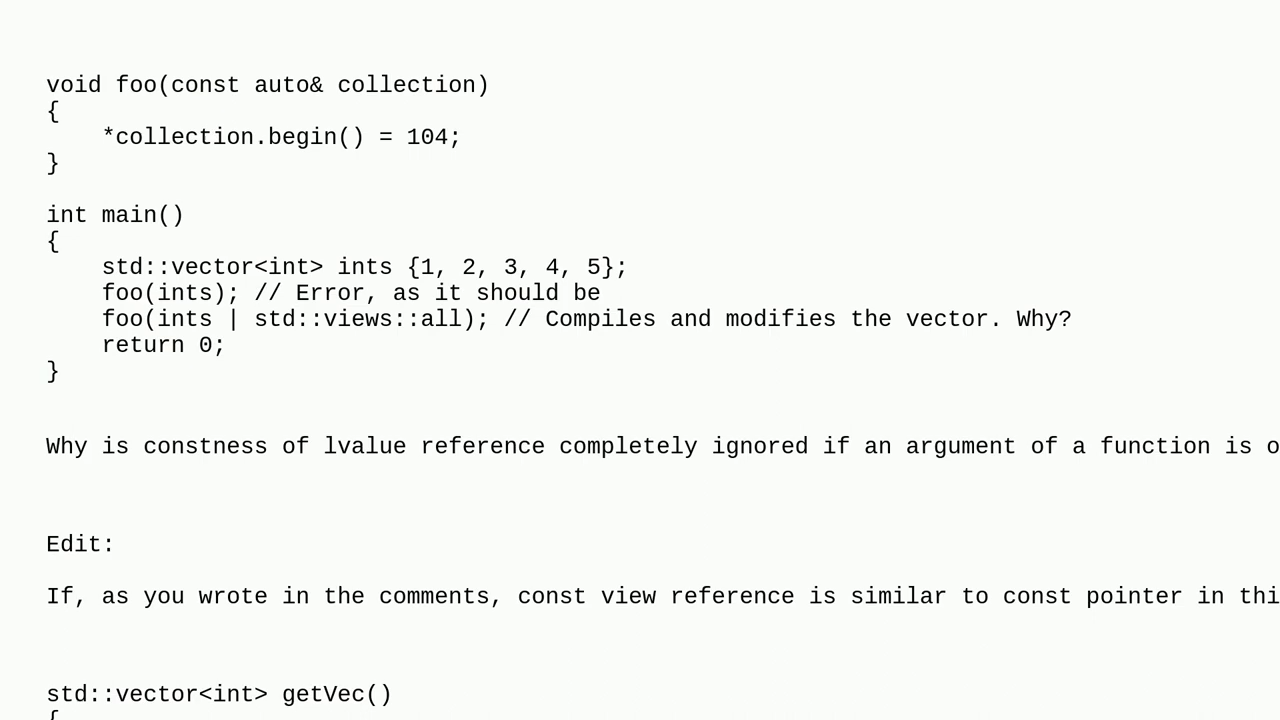 void foo(const auto& collection)
{
    *collection.begin() = 104;
}
int main()
{
    std::vector<int> ints {1, 2, 3, 4, 5};
    foo(ints); // Error, as it should be
    foo(ints | std::views::all); // Compiles and modifies the vector. Why?
    return 0;
}
Why is constness of lvalue reference completely ignored if an argument of a function is
Edit:
If, as you wrote in the comments, const view reference is similar to const pointer in
std::vector<int> getVec()
{